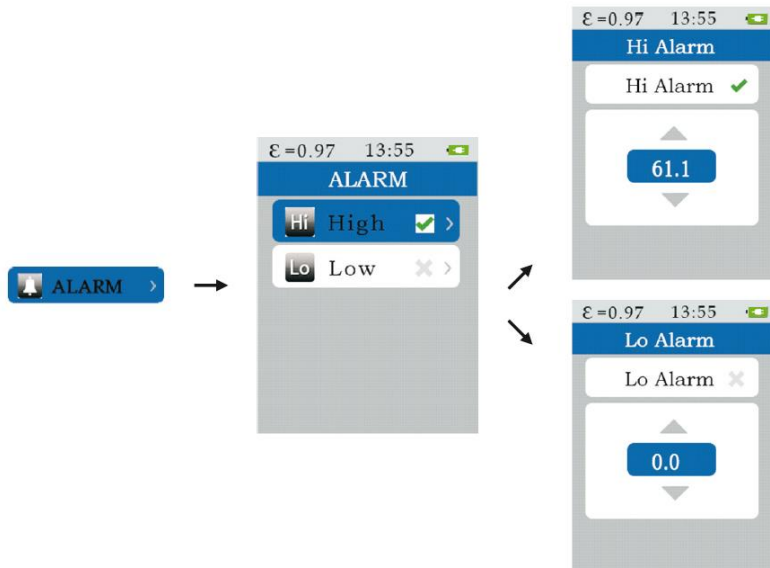 ALARM
Ɛ=0.97 13:55
ALARM
Hi High
Lo Low
Ɛ=0.97 13:55
Hi Alarm
Hi Alarm
61.1
Ɛ=0.97 13:55
Lo Alarm
Lo Alarm
0.0